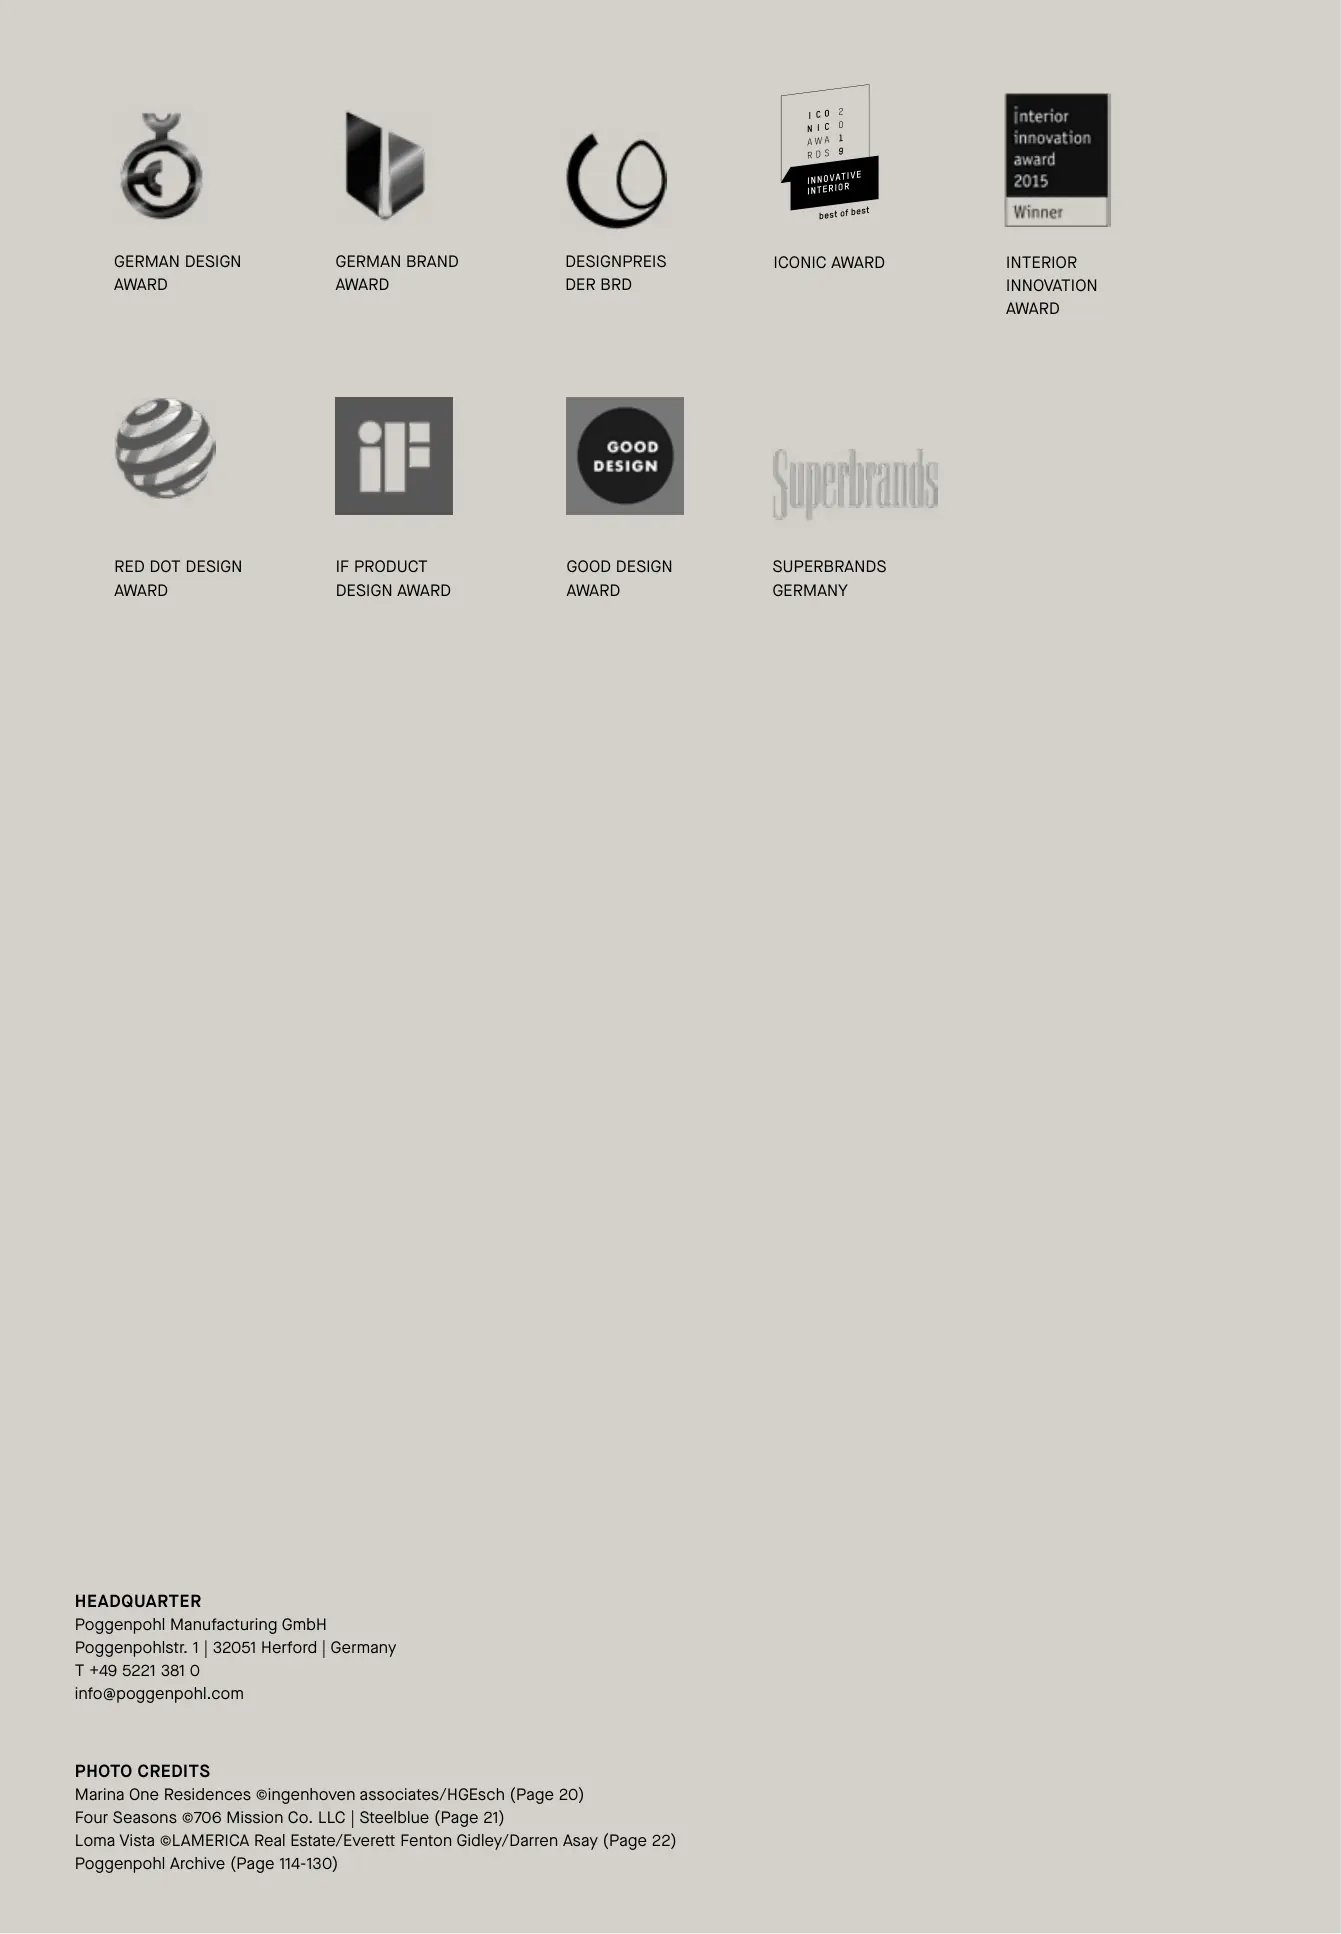 ICO 2
NIC 0
AWA 1
RDS 9
INNOVATIVE
INTERIOR
best of best
interior
innovation
award
2015
Winner
GERMAN DESIGN
AWARD
GERMAN BRAND
AWARD
DESIGNPREIS
DER BRD
ICONIC AWARD
INTERIOR
INNOVATION
AWARD
iF
GOOD
DESIGN
Superbrands
RED DOT DESIGN
AWARD
IF PRODUCT
DESIGN AWARD
GOOD DESIGN
AWARD
SUPERBRANDS
GERMANY
HEADQUARTER
Poggenpohl Manufacturing GmbH
Poggenpohlstr. 1 | 32051 Herford | Germany
T +49 5221 381 0
info@poggenpohl.com
PHOTO CREDITS
Marina One Residences ©ingenhoven associates/HGEsch (Page 20)
Four Seasons ©706 Mission Co. LLC | Steelblue (Page 21)
Loma Vista ©LAMERICA Real Estate/Everett Fenton Gidley/Darren Asay (Page 22)
Poggenpohl Archive (Page 114-130)